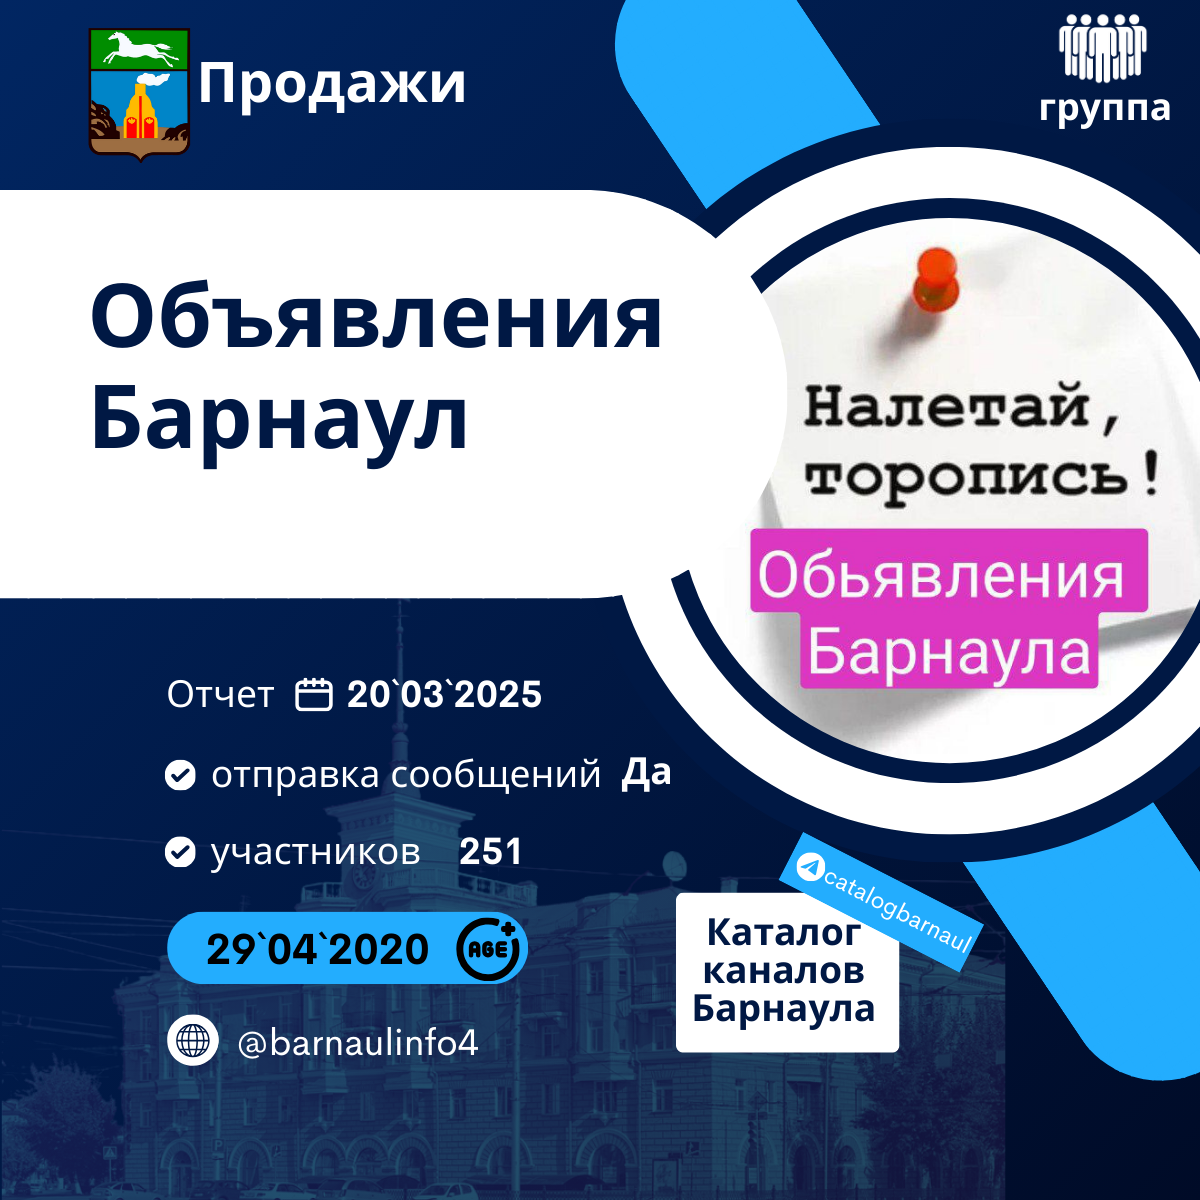 Продажи
группа
Объявления
Барнаул
Налетай,
торопись!
Обьявления
Барнаула
Отчет 20`03`2025
отправка сообщений Да
участников 251
29`04`2020 AGE+
@barnaulinfo4
catalogbarnaul
Каталог
каналов
Барнаула